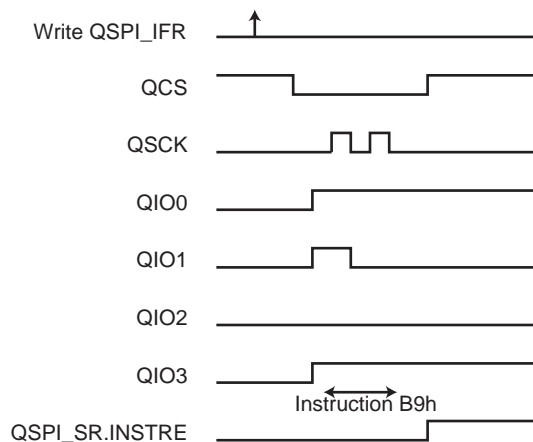 Write QSPI_IFR
QCS
QSCK
QIO0
QIO1
QIO2
QIO3
Instruction B9h
QSPI_SR.INSTRE